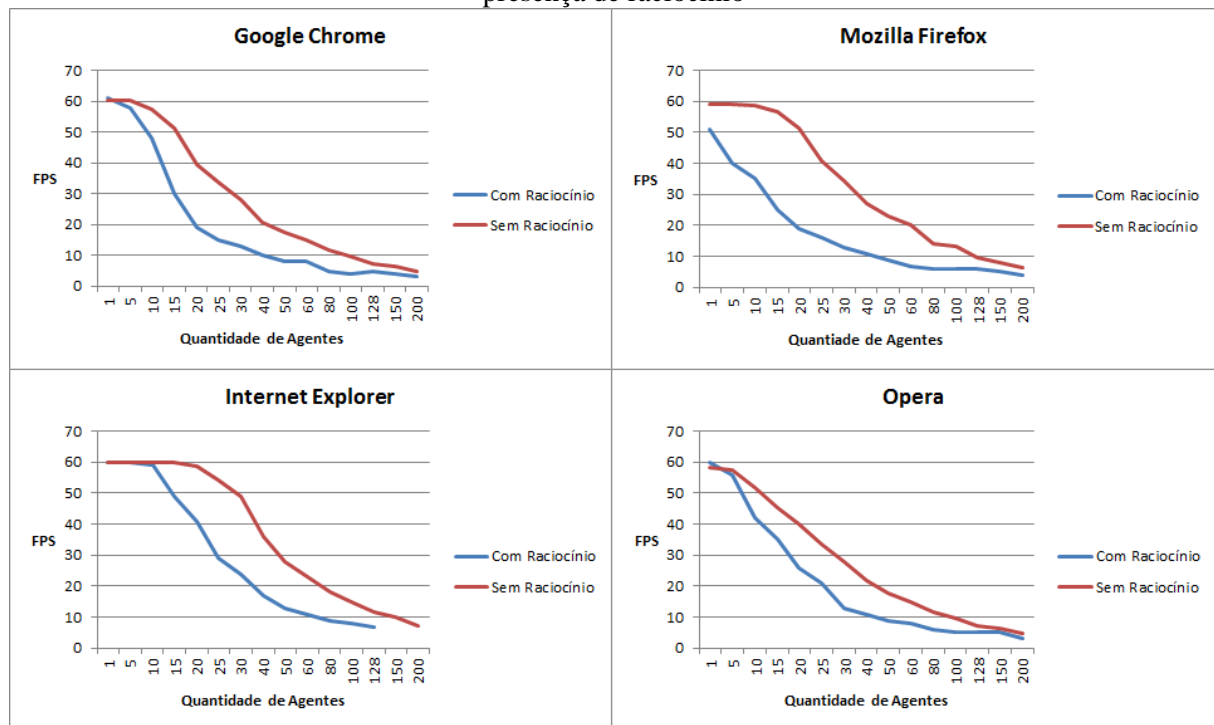 presença de raciocínio
Google Chrome
70
60
50
40
30
20
10
0
FPS
1 5 10 15 20 25 30 40 50 60 80 100 128 150 200
Quantidade de Agentes
Com Raciocínio
Sem Raciocínio
Mozilla Firefox
70
60
50
40
30
20
10
0
FPS
1 5 10 15 20 25 30 40 50 60 80 100 128 150 200
Quantiade de Agentes
Com Raciocínio
Sem Raciocínio
Internet Explorer
70
60
50
40
30
20
10
0
FPS
1 5 10 15 20 25 30 40 50 60 80 100 128 150 200
Quantidade de Agentes
Com Raciocínio
Sem Raciocínio
Opera
70
60
50
40
30
20
10
0
FPS
1 5 10 15 20 25 30 40 50 60 80 100 128 150 200
Quantidade de Agentes
Com Raciocínio
Sem Raciocínio